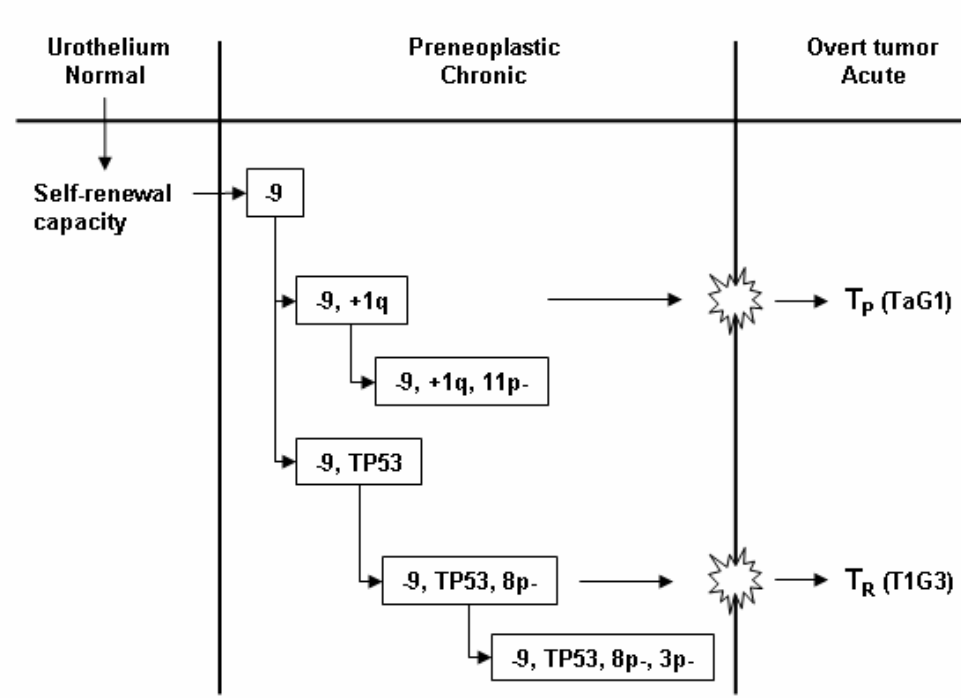 Urothelium
Normal
Preneoplastic
Chronic
Overt tumor
Acute
Self-renewal
capacity
-9
-9, +1q
TP (TaG1)
-9, +1q, 11p-
-9, TP53
-9, TP53, 8p-
TR (T1G3)
-9, TP53, 8p-, 3p-